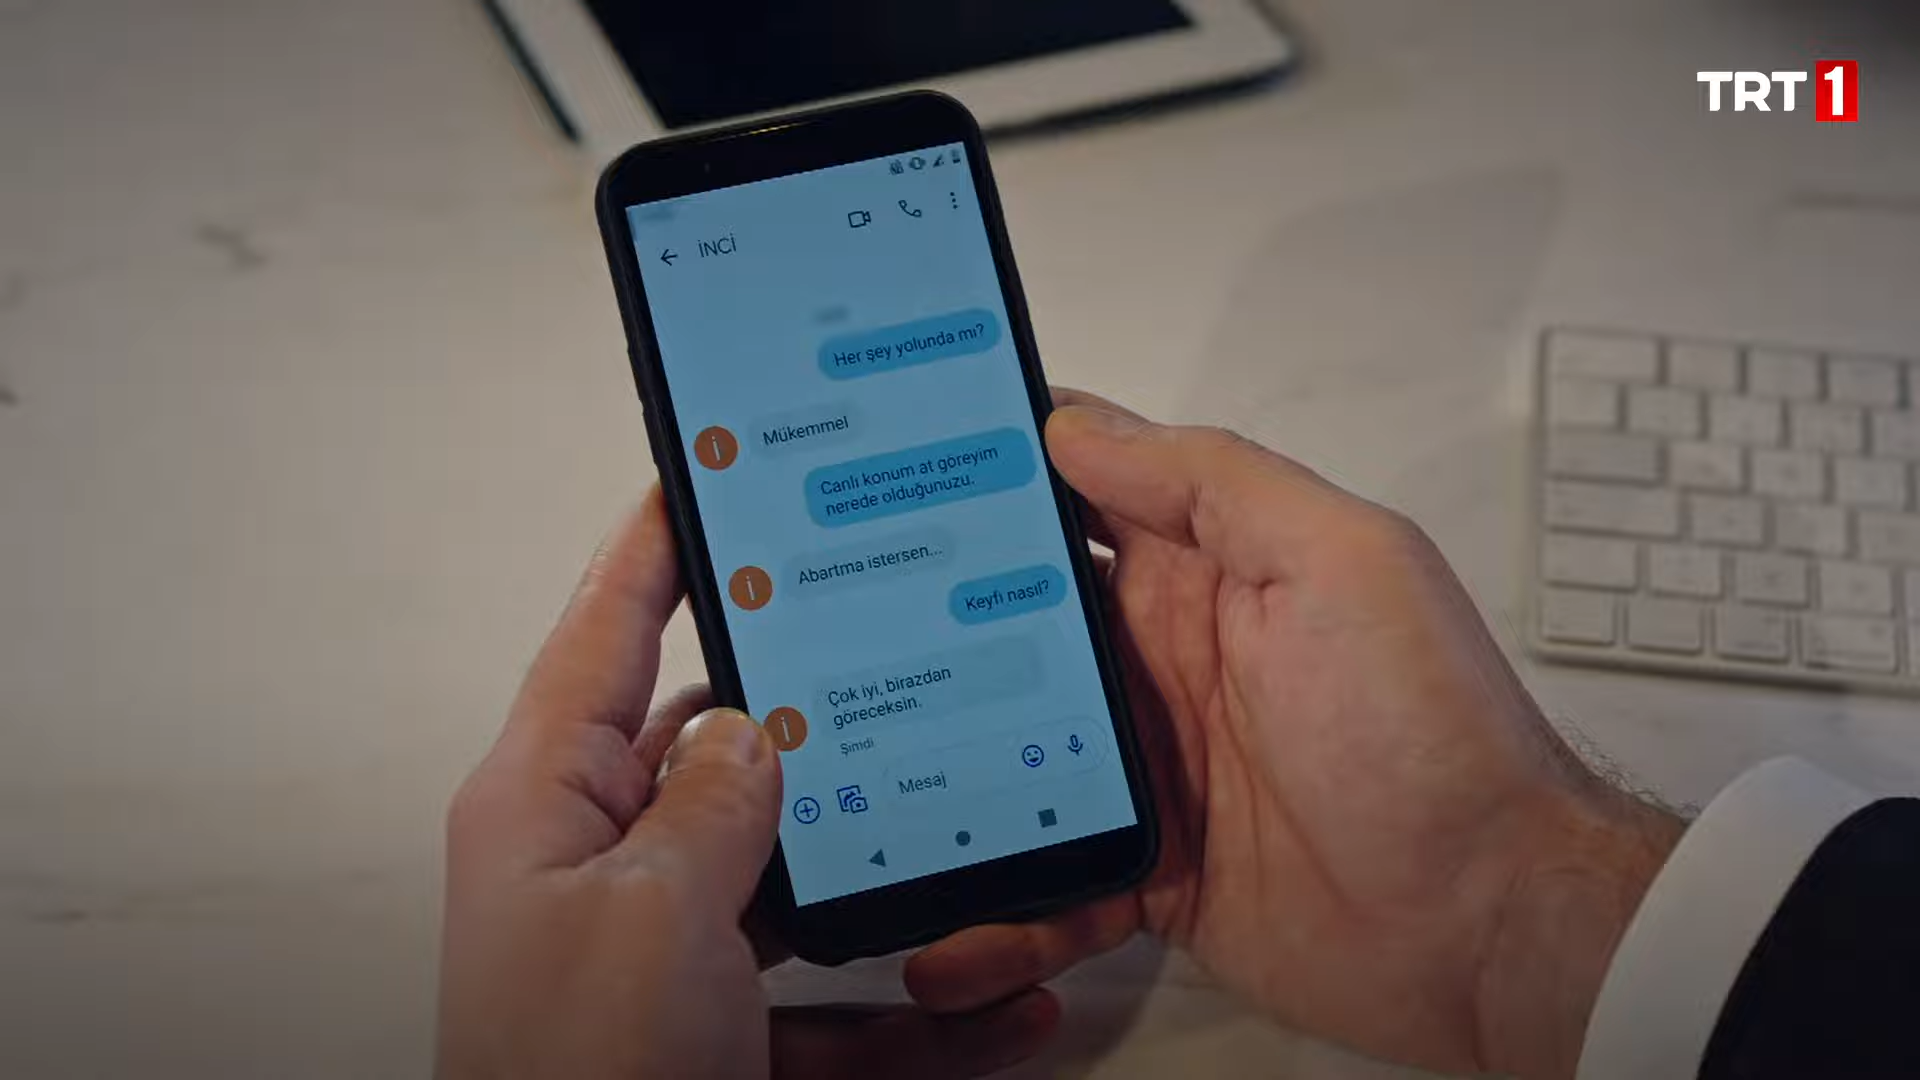 TRT 1
İNCİ
Her şey yolunda mı?
Mükemmel
Canlı konum at göreyim
nerede olduğunuzu.
Abartma istersen...
Keyfi nasıl?
Çok iyi, birazdan
göreceksin.
Şimdi
Mesaj
i
i
i